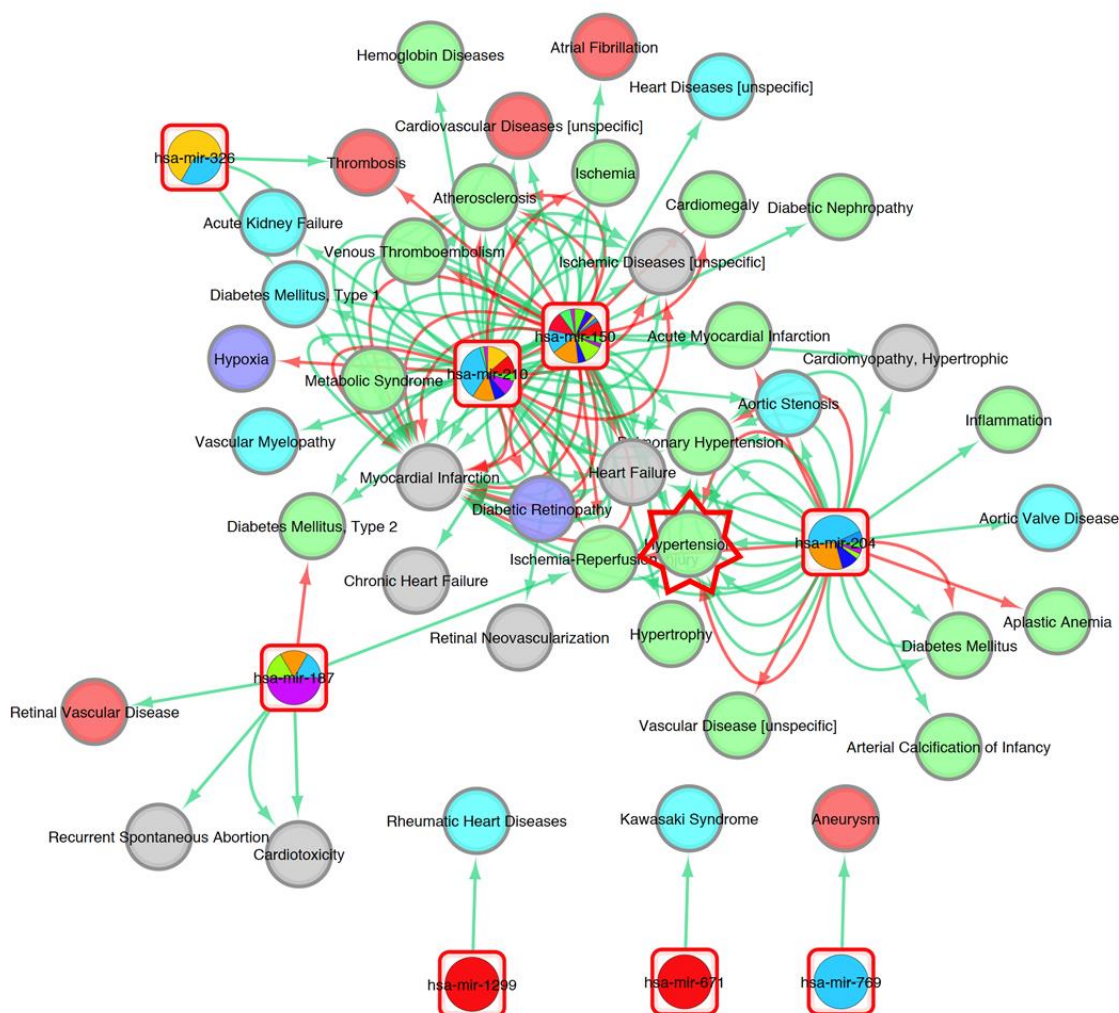 Hemoglobin Diseases
Atrial Fibrillation
Heart Diseases [unspecific]
Cardiovascular Diseases [unspecific]
hsa-mir-326
Thrombosis
Ischemia
Atherosclerosis
Cardiomegaly
Diabetic Nephropathy
Acute Kidney Failure
Venous Thromboembolism
Ischemic Diseases [unspecific]
Diabetes Mellitus, Type 1
hsa-mir-150
Acute Myocardial Infarction
Hypoxia
Cardiomyopathy, Hypertrophic
hsa-mir-210
Metabolic Syndrome
Aortic Stenosis
Inflammation
Vascular Myelopathy
Pulmonary Hypertension
Myocardial Infarction
Heart Failure
Diabetic Retinopathy
Aortic Valve Disease
Diabetes Mellitus, Type 2
hsa-mir-204
Hypertension
Ischemia-Reperfusion Injury
Chronic Heart Failure
Aplastic Anemia
Retinal Neovascularization
Hypertrophy
Diabetes Mellitus
hsa-mir-187
Retinal Vascular Disease
Vascular Disease [unspecific]
Arterial Calcification of Infancy
Rheumatic Heart Diseases
Kawasaki Syndrome
Aneurysm
Recurrent Spontaneous Abortion
Cardiotoxicity
hsa-mir-1299
hsa-mir-671
hsa-mir-769